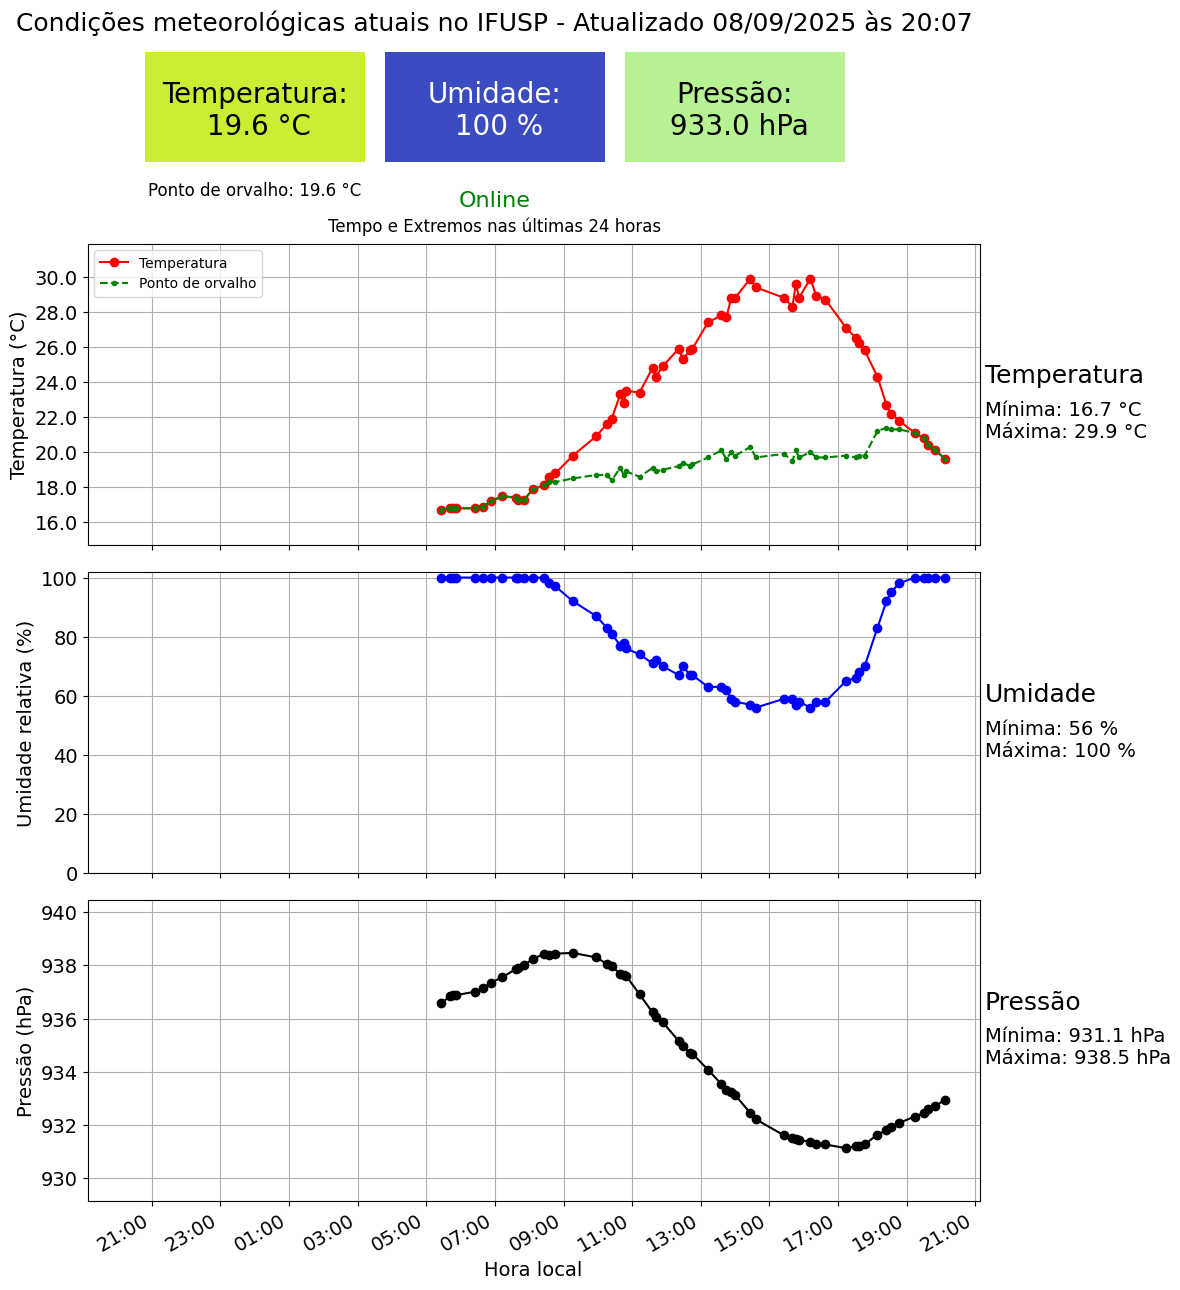 Condições meteorológicas atuais no IFUSP - Atualizado 08/09/2025 às 20:07
Temperatura:
19.6 °C
Umidade:
100 %
Pressão:
933.0 hPa
Ponto de orvalho: 19.6 °C
Online
Tempo e Extremos nas últimas 24 horas
Temperatura
Ponto de orvalho
Temperatura (°C)
30.0
28.0
26.0
24.0
22.0
20.0
18.0
16.0
Temperatura
Mínima: 16.7 °C
Máxima: 29.9 °C
Umidade relativa (%)
100
80
60
40
20
0
Umidade
Mínima: 56 %
Máxima: 100 %
Pressão (hPa)
940
938
936
934
932
930
Pressão
Mínima: 931.1 hPa
Máxima: 938.5 hPa
21:00
23:00
01:00
03:00
05:00
07:00
09:00
11:00
13:00
15:00
17:00
19:00
21:00
Hora local